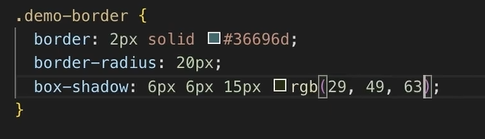 .demo-border {
border: 2px solid #36696d;
border-radius: 20px;
box-shadow: 6px 6px 15px rgb(29, 49, 63);
}